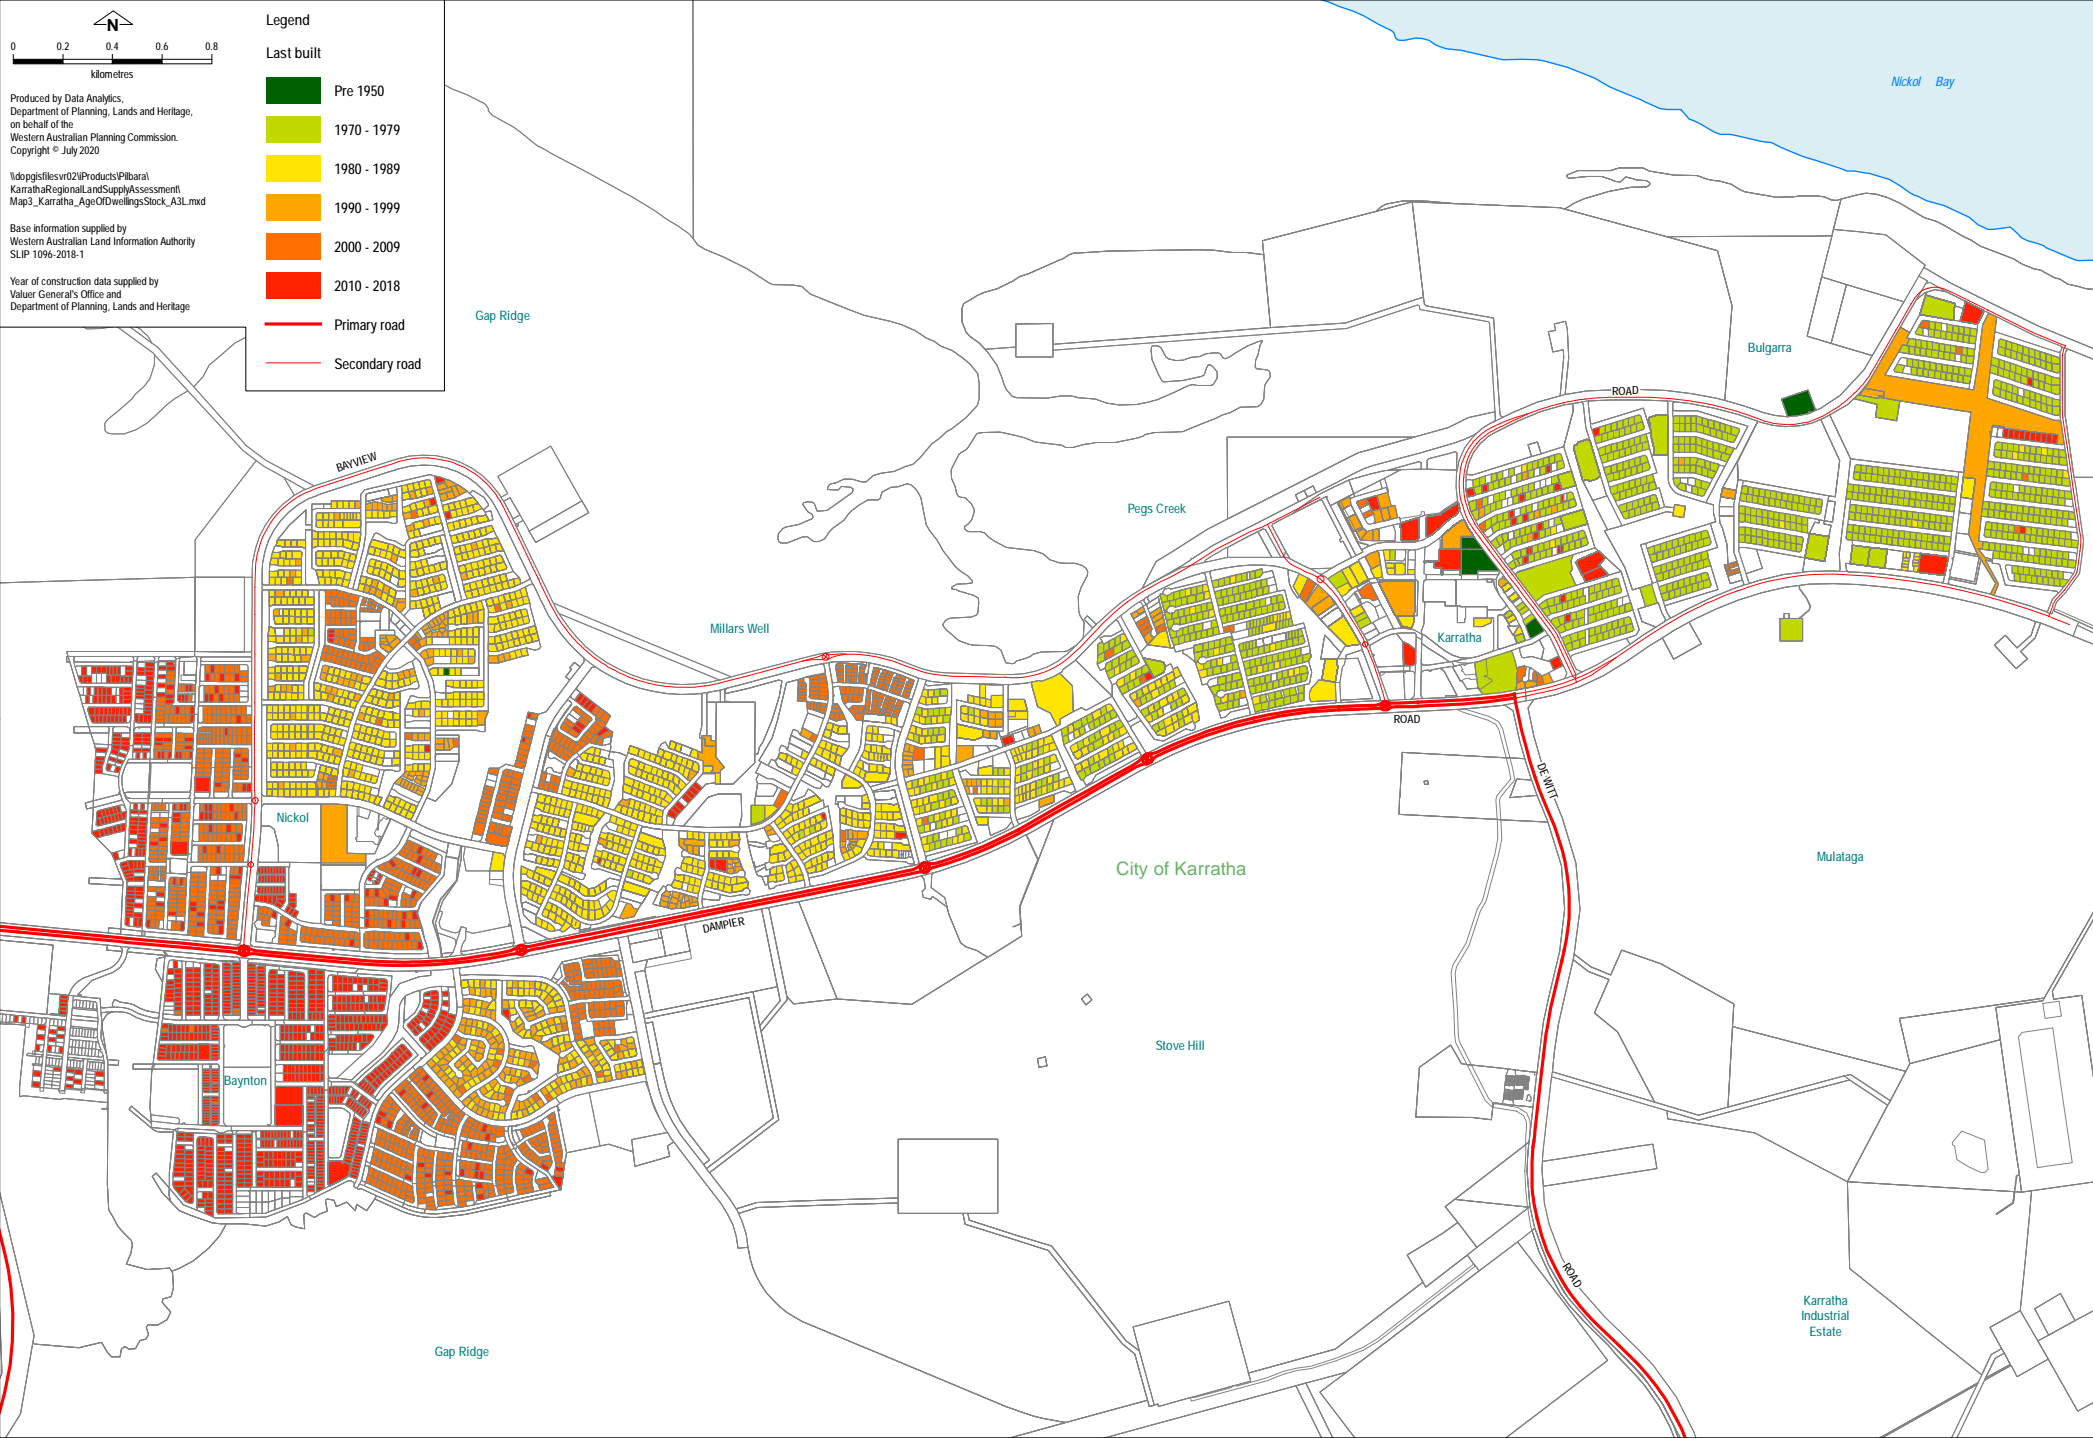 N
0 0.2 0.4 0.6 0.8
kilometres
Produced by Data Analytics,
Department of Planning, Lands and Heritage,
on behalf of the
Western Australian Planning Commission.
Copyright © July 2020
\\dopgisfilesvr02\iProducts\Pilbara\
KarrathaRegionalLandSupplyAssessment\
Map3_Karratha_AgeOfDwellingsStock_A3L.mxd
Base information supplied by
Western Australian Land Information Authority
SLIP 1096-2018-1
Year of construction data supplied by
Valuer General's Office and
Department of Planning, Lands and Heritage
Legend
Last built
Pre 1950
1970 - 1979
1980 - 1989
1990 - 1999
2000 - 2009
2010 - 2018
Primary road
Secondary road
Nickol Bay
Gap Ridge
Bulgarra
ROAD
BAYVIEW
Pegs Creek
Millars Well
Karratha
ROAD
DE WITT
Nickol
City of Karratha
Mulataga
DAMPIER
Stove Hill
Baynton
ROAD
Karratha
Industrial
Estate
Gap Ridge